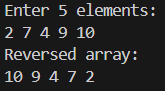 Enter 5 elements:
2 7 4 9 10
Reversed array:
10 9 4 7 2